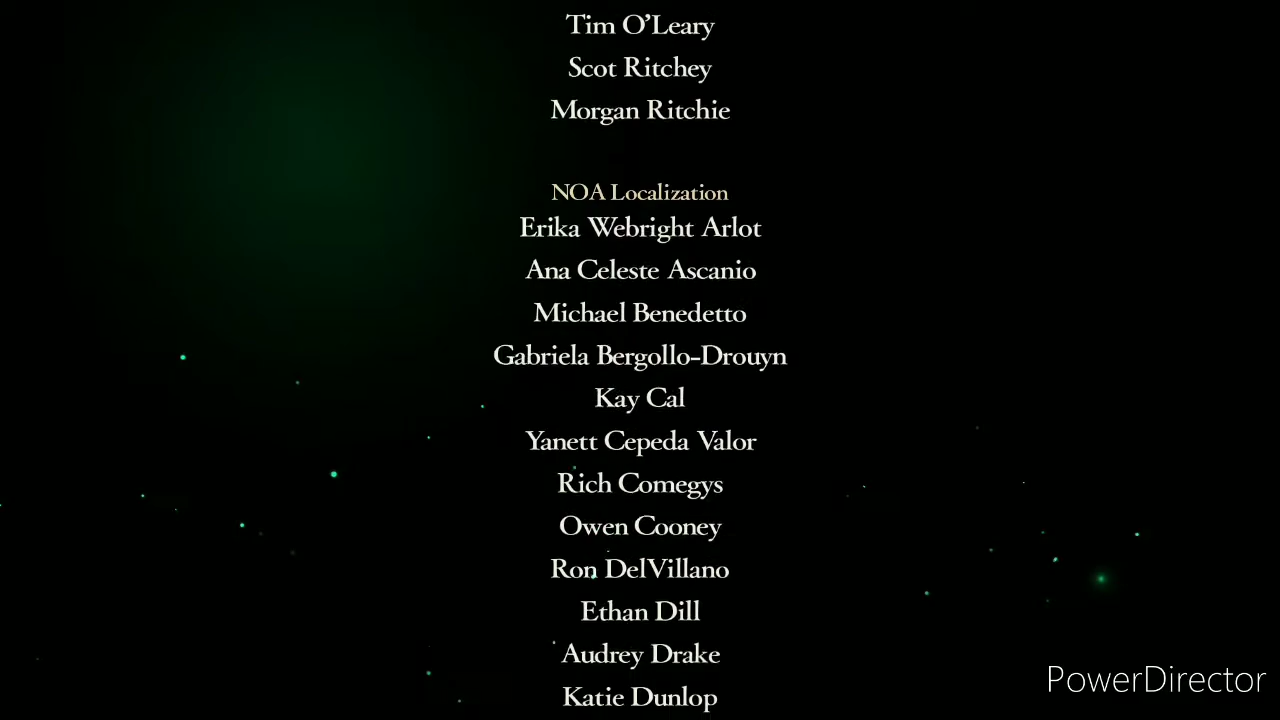 Tim O’Leary
Scot Ritchey
Morgan Ritchie
NOA Localization
Erika Webright Arlot
Ana Celeste Ascanio
Michael Benedetto
Gabriela Bergollo-Drouyn
Kay Cal
Yanett Cepeda Valor
Rich Comegys
Owen Cooney
Ron DelVillano
Ethan Dill
Audrey Drake
Katie Dunlop
PowerDirector